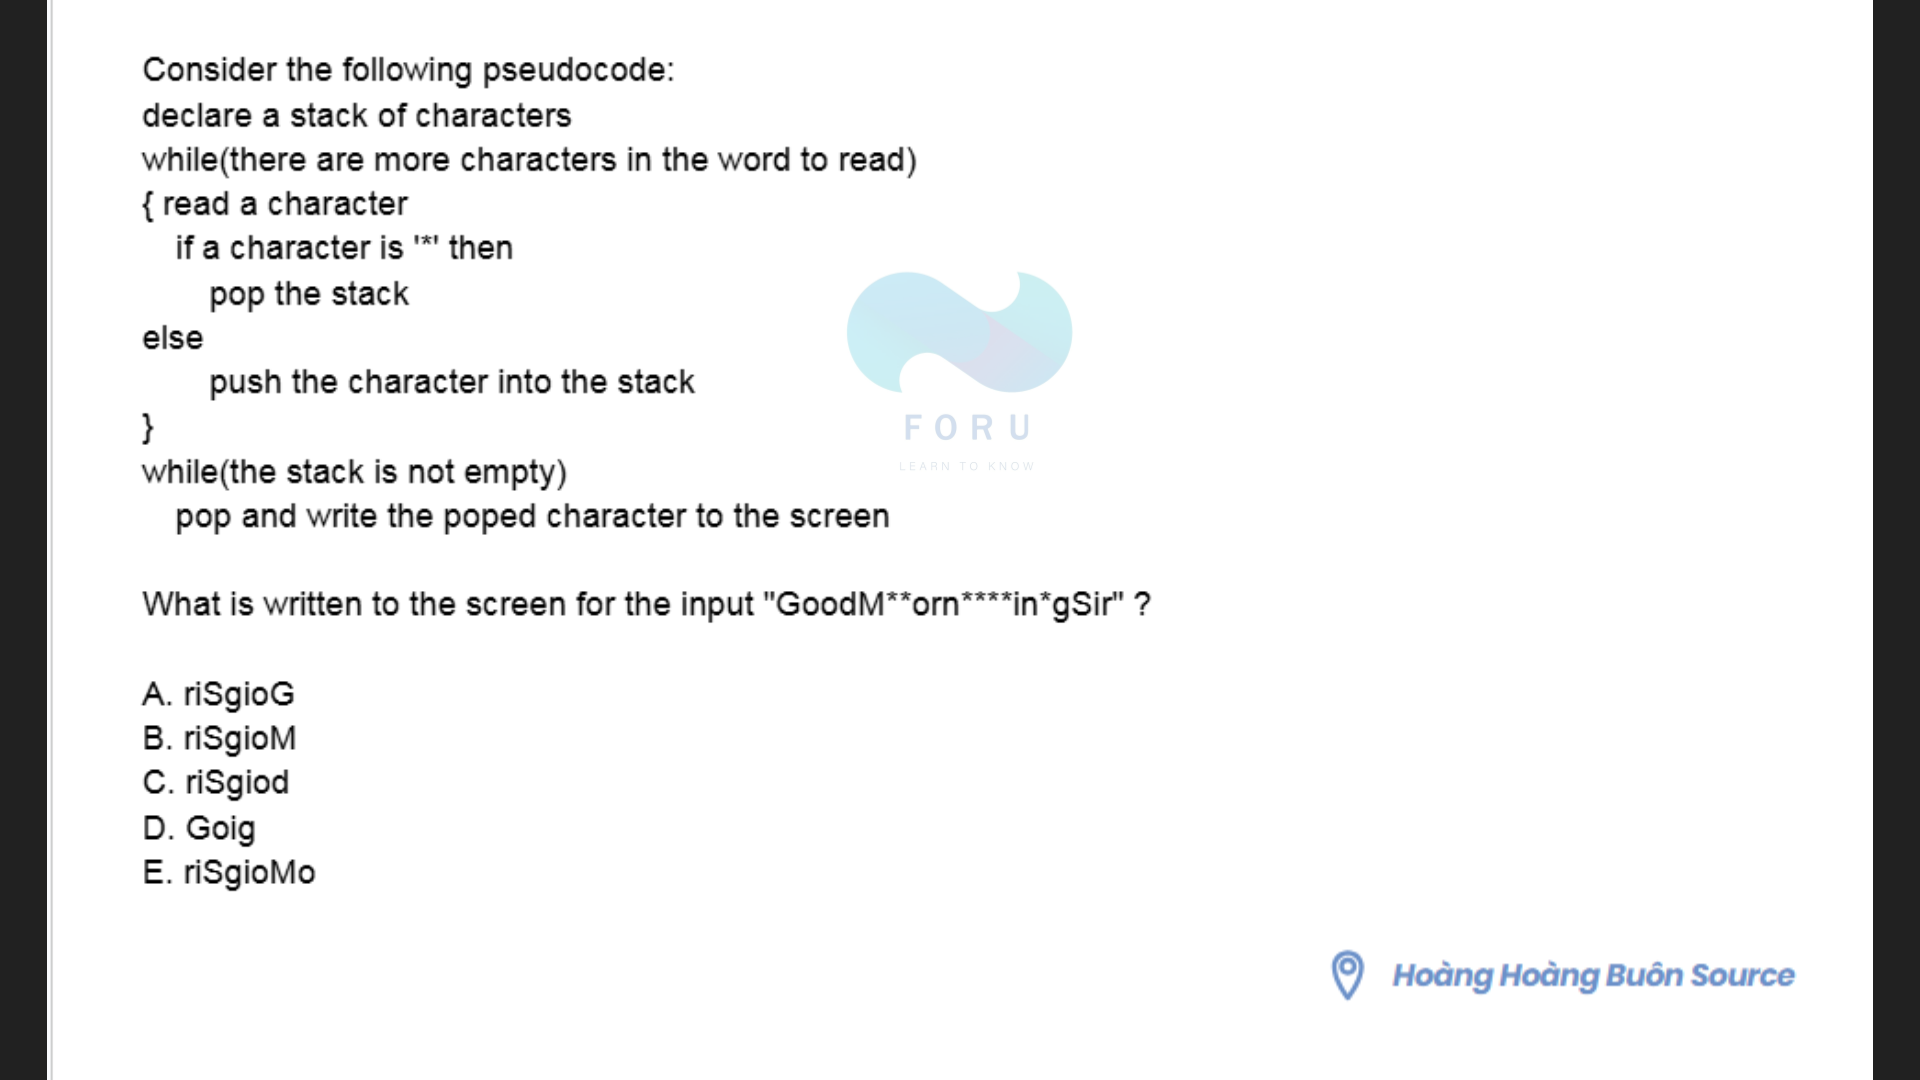 Consider the following pseudocode:
declare a stack of characters
while(there are more characters in the word to read)
{ read a character
if a character is '*' then
pop the stack
else
push the character into the stack
}
while(the stack is not empty)
pop and write the poped character to the screen
What is written to the screen for the input "GoodM**orn****in*gSir" ?
A. riSgioG
B. riSgioM
C. riSgiod
D. Goig
E. riSgioMo
FORU
LEARN TO KNOW
Hoàng Hoàng Buôn Source